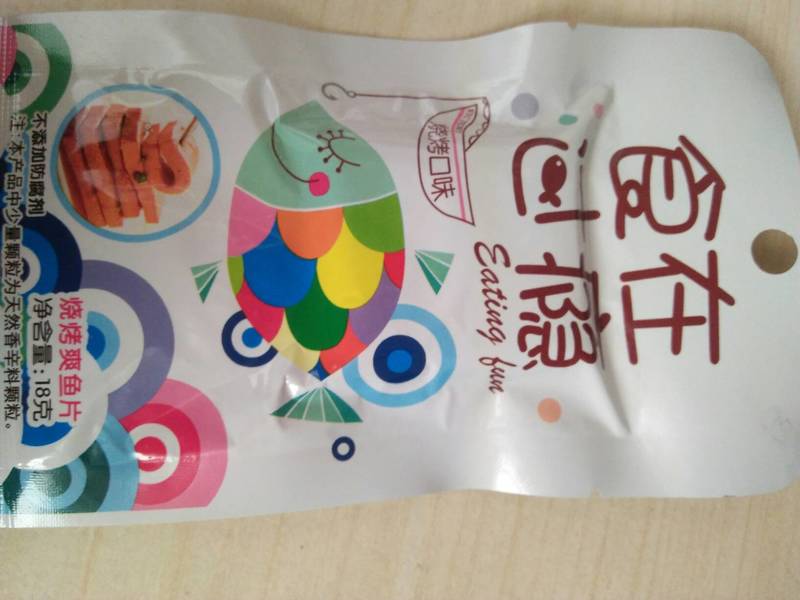 食在
回隐
Eating fun
烧烤口味
烧烤爽鱼片
净含量:18克
不添加防腐剂
注:本产品中少量颗粒为天然香辛料颗粒。